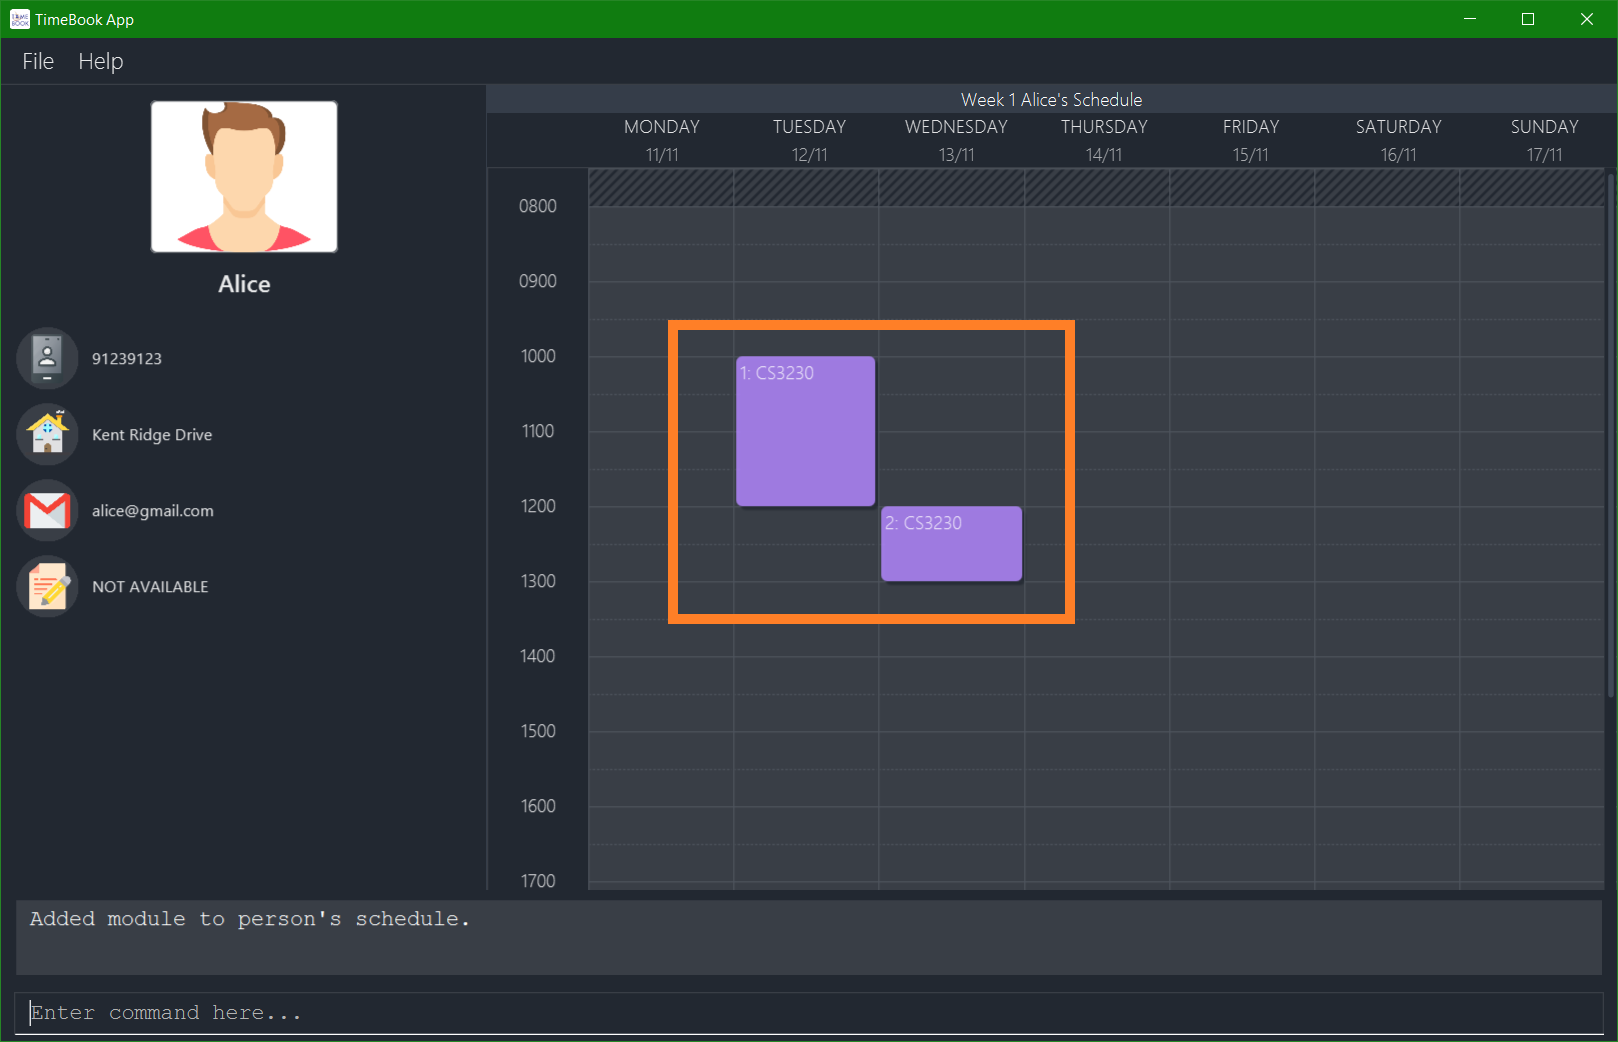 TimeBook App
File Help
Alice
91239123
Kent Ridge Drive
alice@gmail.com
NOT AVAILABLE
Week 1 Alice's Schedule
MONDAY TUESDAY WEDNESDAY THURSDAY FRIDAY SATURDAY SUNDAY
11/11 12/11 13/11 14/11 15/11 16/11 17/11
0800
0900
1000
1: CS3230
1100
1200
2: CS3230
1300
1400
1500
1600
1700
Added module to person's schedule.
Enter command here...